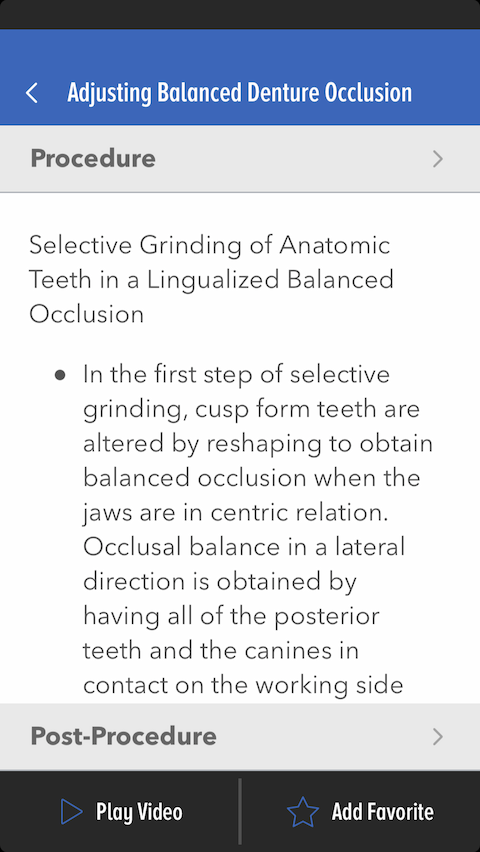 Adjusting Balanced Denture Occlusion
Procedure
Selective Grinding of Anatomic
Teeth in a Lingualized Balanced
Occlusion
● In the first step of selective
grinding, cusp form teeth are
altered by reshaping to obtain
balanced occlusion when the
jaws are in centric relation.
Occlusal balance in a lateral
direction is obtained by
having all of the posterior
teeth and the canines in
contact on the working side
Post-Procedure
Play Video
Add Favorite